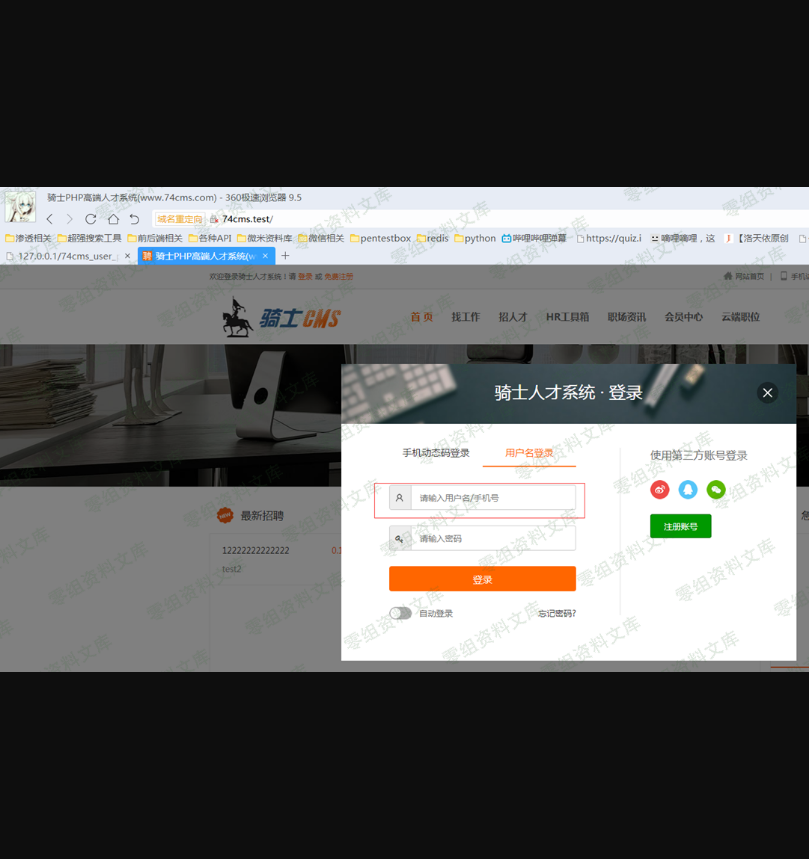 骑士PHP高端人才系统(www.74cms.com) - 360极速浏览器 9.5
域名重定向 74cms.test/
渗透相关 超强搜索工具 前后端相关 各种API 微米资料库 微信相关 pentestbox redis python 哔哩哔哩弹幕 https://quiz.i 嘀哩嘀哩，这 【洛天依原创
127.0.0.1/74cms_user_ 骑士PHP高端人才系统(w
欢迎登录骑士人才系统！请 登录 或 免费注册 网站首页 手机
骑士CMS 首 页 找工作 招人才 HR工具箱 职场资讯 会员中心 云端职位
骑士人才系统 · 登录
手机动态码登录 用户名登录
请输入用户名/手机号
请输入密码
登录
自动登录 忘记密码?
使用第三方账号登录
注册账号
NEW 最新招聘
12222222222222 0.1
test2
零组资料文库